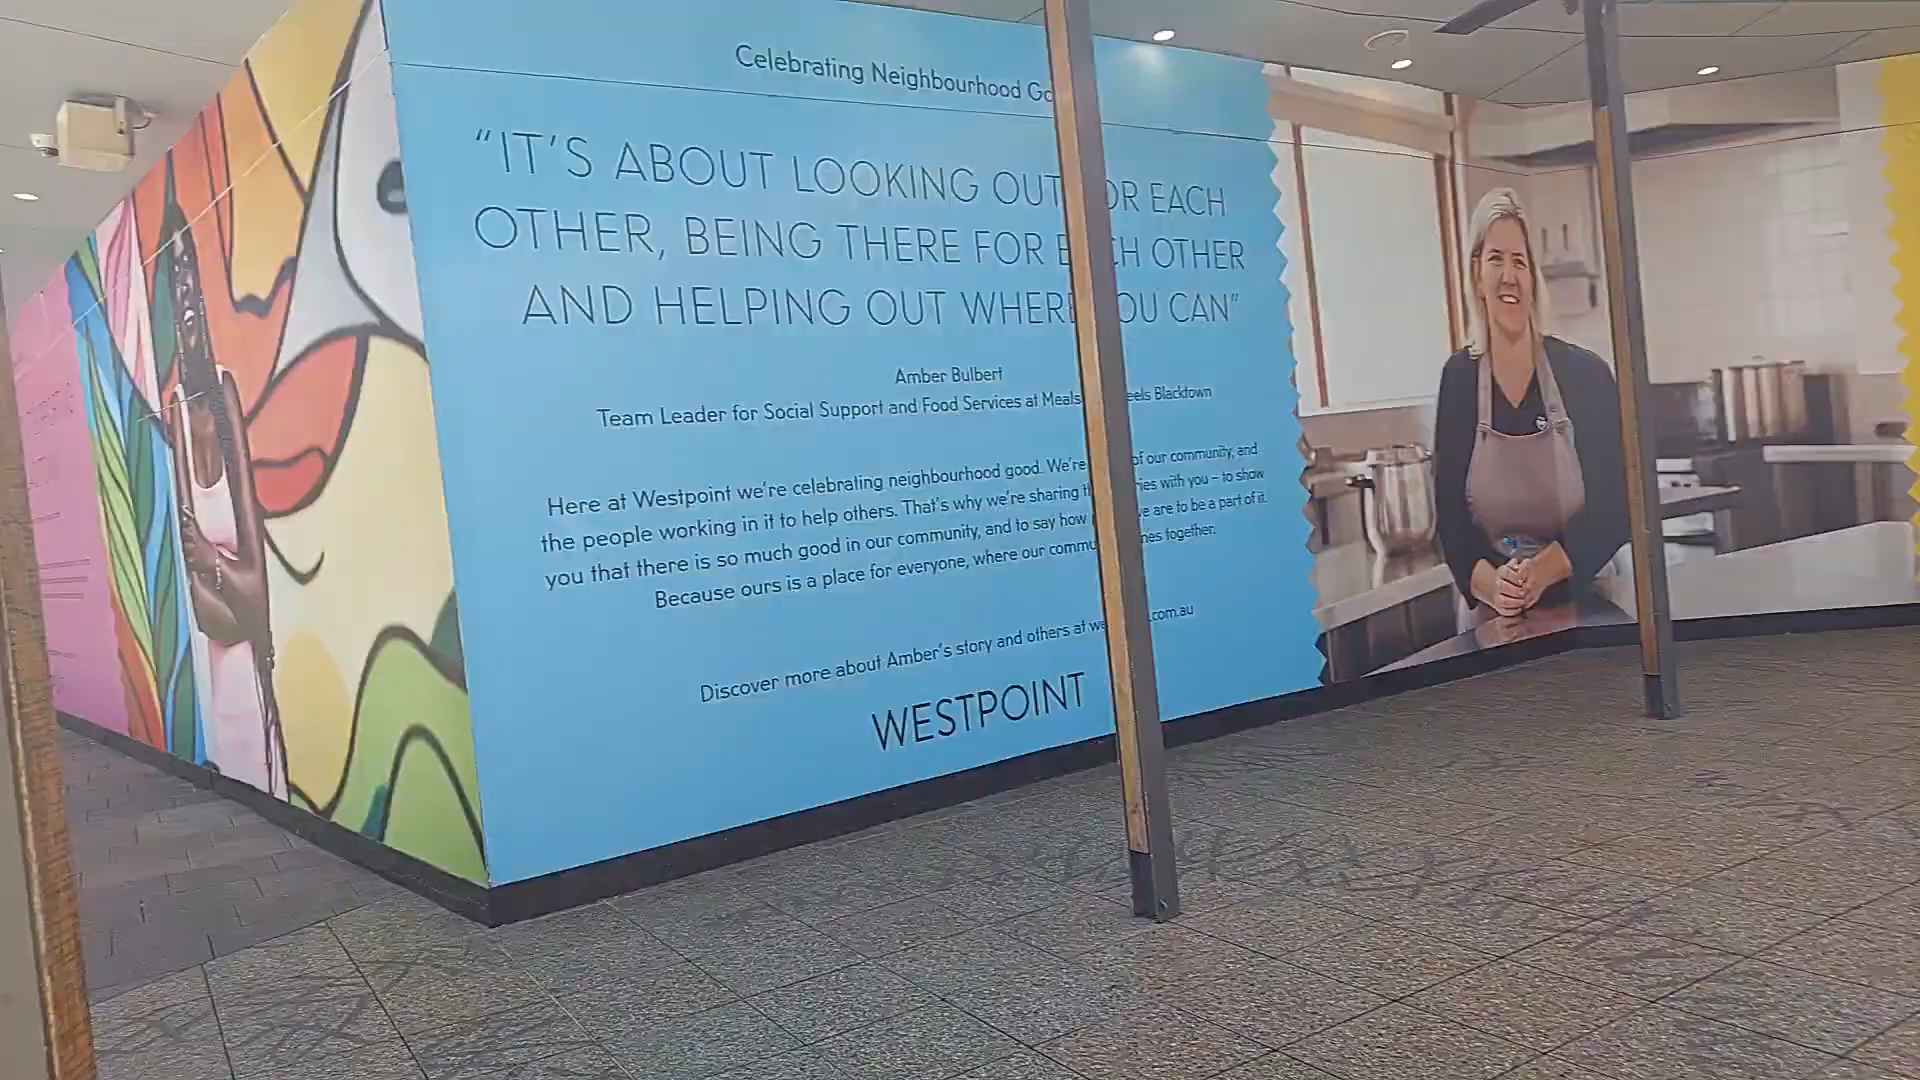 Celebrating Neighbourhood Go
“IT’S ABOUT LOOKING OUT OR EACH
OTHER, BEING THERE FOR E CH OTHER
AND HELPING OUT WHERE OU CAN”
Amber Bulbert
Team Leader for Social Support and Food Services at Meals eels Blacktown
Here at Westpoint we’re celebrating neighbourhood good. We’re of our community, and
the people working in it to help others. That’s why we’re sharing th ries with you – to show
you that there is so much good in our community, and to say how e are to be a part of it.
Because ours is a place for everyone, where our commu mes together.
Discover more about Amber’s story and others at we .com.au
WESTPOINT